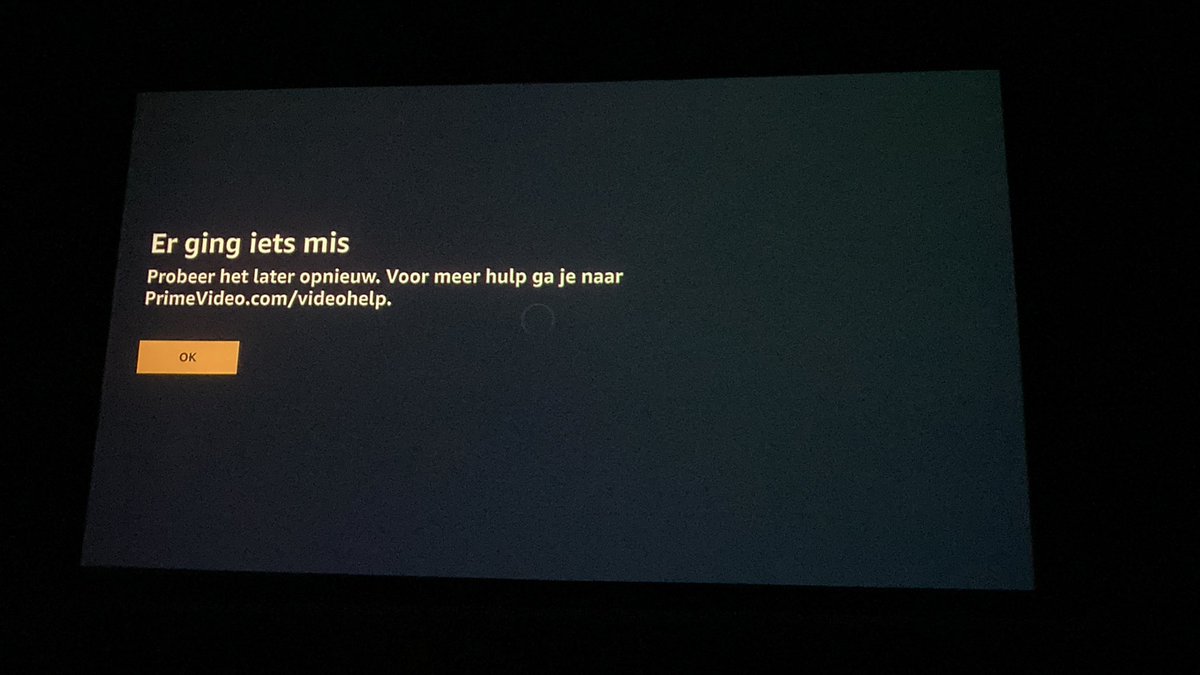 Er ging iets mis
Probeer het later opnieuw. Voor meer hulp ga je naar
PrimeVideo.com/videohelp.
OK